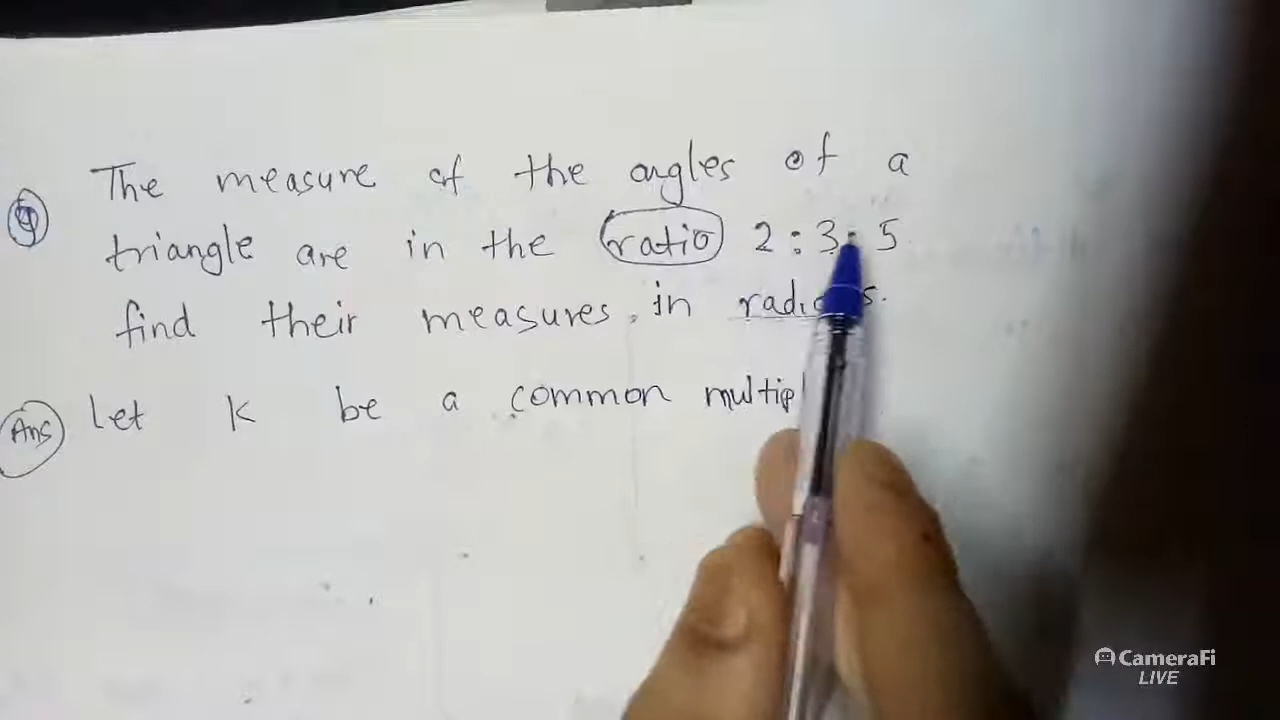 Q The measure of the angles of a
triangle are in the ratio 2 : 3 : 5
find their measures in
Ans Let K be a common
CameraFi
LIVE